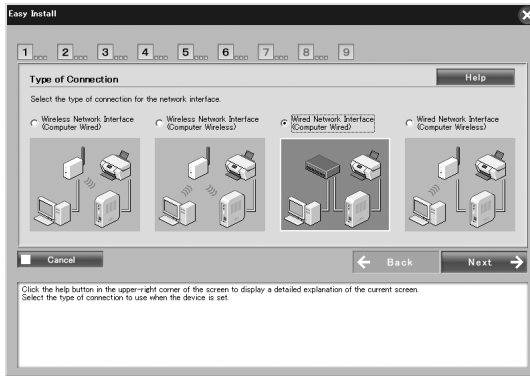 Easy Install
1 2 3 4 5 6 7 8 9
Type of Connection
Help
Select the type of connection for the network interface.
Wireless Network Interface
(Computer Wired)
Wireless Network Interface
(Computer Wireless)
Wired Network Interface
(Computer Wired)
Wired Network Interface
(Computer Wireless)
Cancel
Back
Next
Click the help button in the upper-right corner of the screen to display a detailed explanation of the current screen.
Select the type of connection to use when the device is set.